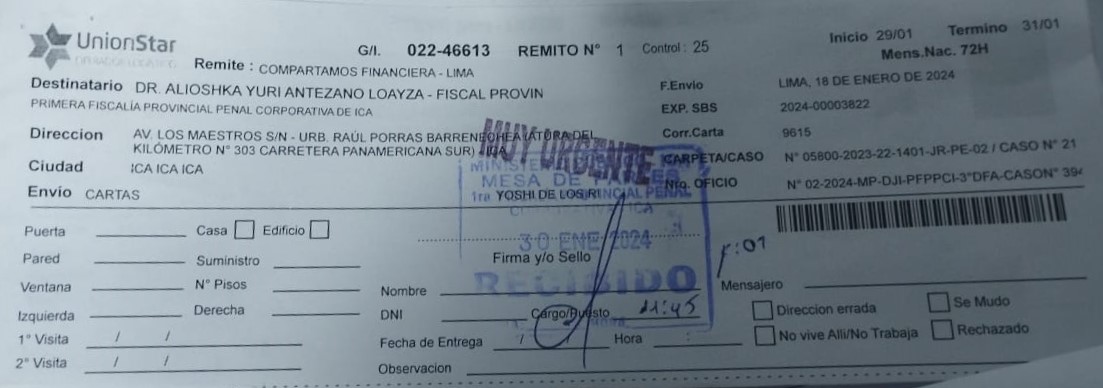 UnionStar
G/I. 022-46613 REMITO N° 1 Control : 25
Inicio 29/01 Termino 31/01
Mens.Nac. 72H
Remite : COMPARTAMOS FINANCIERA - LIMA
Destinatario DR. ALIOSHKA YURI ANTEZANO LOAYZA - FISCAL PROVIN
PRIMERA FISCALÍA PROVINCIAL PENAL CORPORATIVA DE ICA
F.Envio LIMA, 18 DE ENERO DE 2024
EXP. SBS 2024-00003822
Direccion AV. LOS MAESTROS S/N - URB. RAÚL PORRAS BARRENECHEA (ATURA DEL
KILÓMETRO N° 303 CARRETERA PANAMERICANA SUR) ICA
Corr.Carta 9615
Ciudad ICA ICA ICA
CARPETA/CASO N° 05800-2023-22-1401-JR-PE-02 / CASO N° 21
Envío CARTAS
YOSHI DE LOS RI
Nro. OFICIO N° 02-2024-MP-DJI-PFPPCI-3°DFA-CASON° 394
MUY URGENTE
MESA DE PARTES
30 ENE 2024
RECIBIDO
11:45
F:01
Puerta Casa Edificio
Pared Suministro
Ventana N° Pisos
Izquierda Derecha
1° Visita / /
2° Visita / /
Firma y/o Sello
Nombre
DNI Cargo/Puesto
Fecha de Entrega / / Hora :
Observacion
Mensajero
Direccion errada Se Mudo
No vive Alli/No Trabaja Rechazado